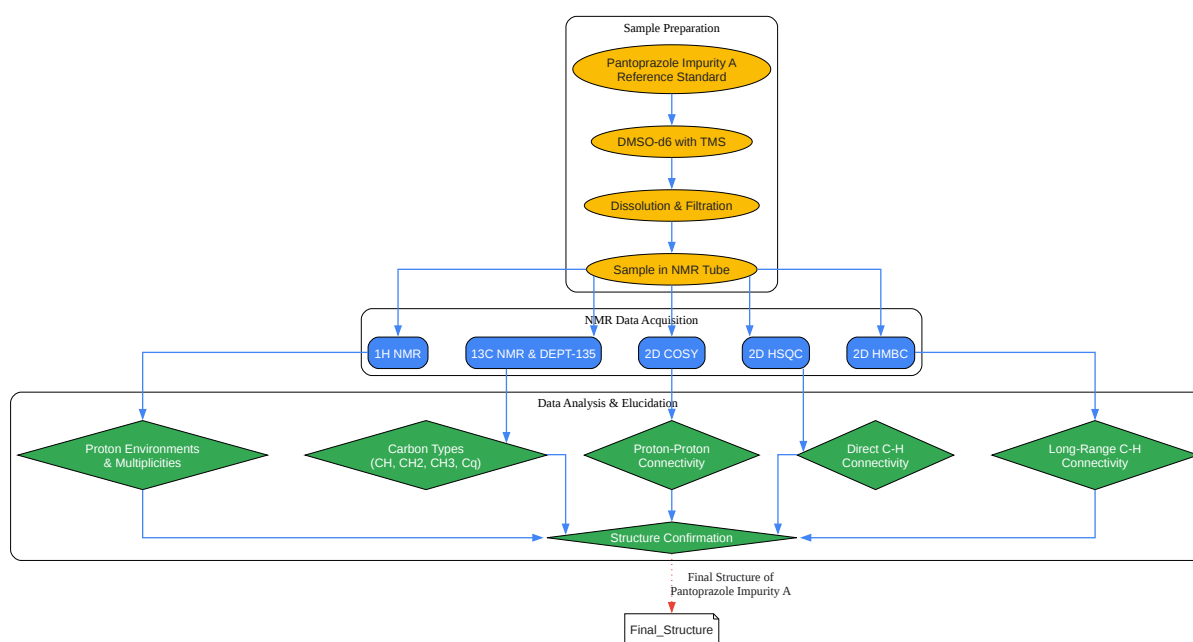 Sample Preparation
Pantoprazole Impurity A
Reference Standard
DMSO-d6 with TMS
Dissolution & Filtration
Sample in NMR Tube
NMR Data Acquisition
1H NMR
13C NMR & DEPT-135
2D COSY
2D HSQC
2D HMBC
Data Analysis & Elucidation
Proton Environments
& Multiplicities
Carbon Types
(CH, CH2, CH3, Cq)
Proton-Proton
Connectivity
Direct C-H
Connectivity
Long-Range C-H
Connectivity
Structure Confirmation
Final Structure of
Pantoprazole Impurity A
Final_Structure